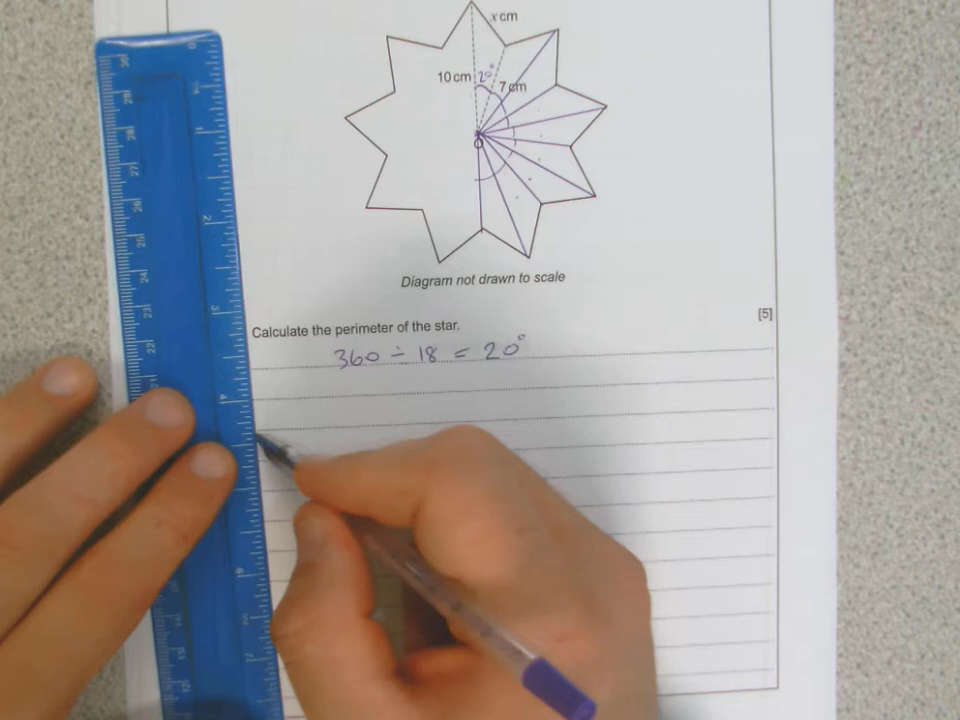 x cm
10 cm
20°
7 cm
O
Diagram not drawn to scale
[5]
Calculate the perimeter of the star.
360 ÷ 18 = 20°